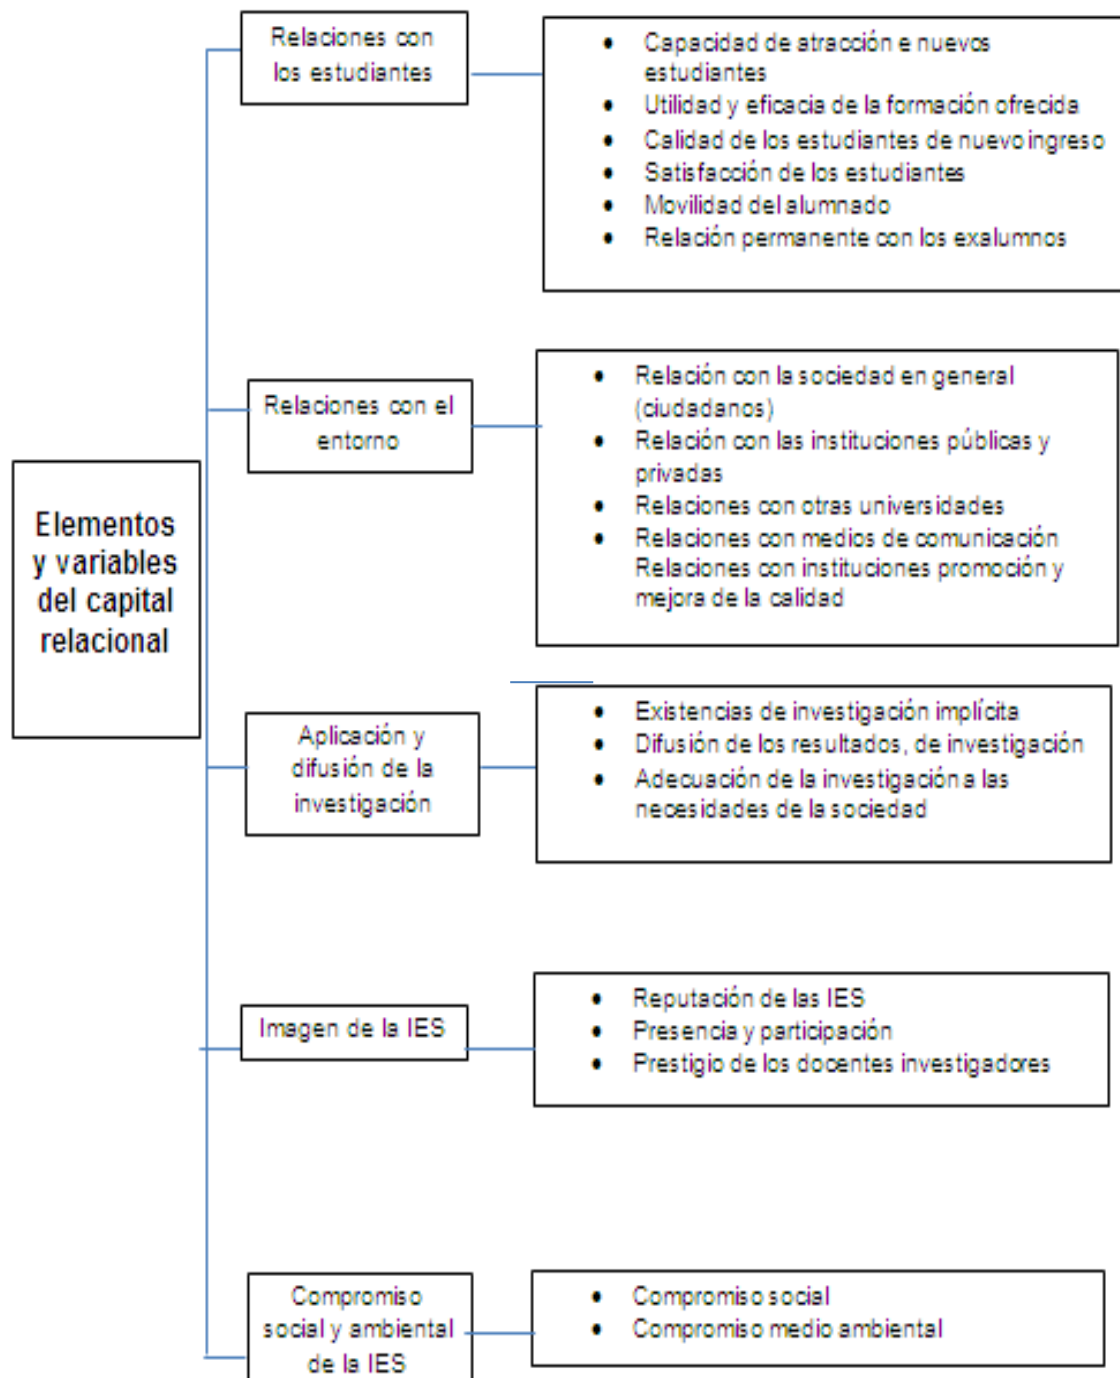 Relaciones con
los estudiantes
• Capacidad de atracción e nuevos
estudiantes
• Utilidad y eficacia de la formación ofrecida
• Calidad de los estudiantes de nuevo ingreso
• Satisfacción de los estudiantes
• Movilidad del alumnado
• Relación permanente con los exalumnos
Relaciones con el
entorno
• Relación con la sociedad en general
(ciudadanos)
• Relación con las instituciones públicas y
privadas
• Relaciones con otras universidades
• Relaciones con medios de comunicación
Relaciones con instituciones promoción y
mejora de la calidad
Elementos
y variables
del capital
relacional
Aplicación y
difusión de la
investigación
• Existencias de investigación implícita
• Difusión de los resultados, de investigación
• Adecuación de la investigación a las
necesidades de la sociedad
Imagen de la IES
• Reputación de las IES
• Presencia y participación
• Prestigio de los docentes investigadores
Compromiso
social y ambiental
de la IES
• Compromiso social
• Compromiso medio ambiental